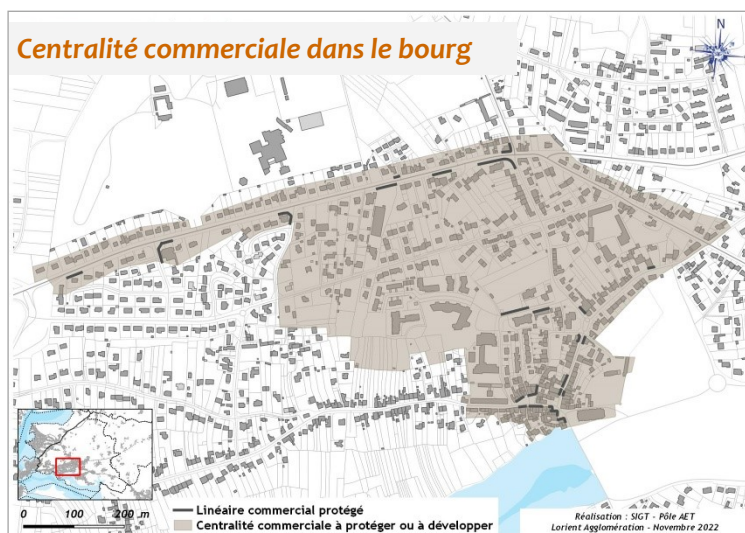 Centralité commerciale dans le bourg
N
Linéaire commercial protégé
Centralité commerciale à protéger ou à développer
0 100 200 m
Réalisation : SIGT - Pôle AET
Lorient Agglomération - Novembre 2022